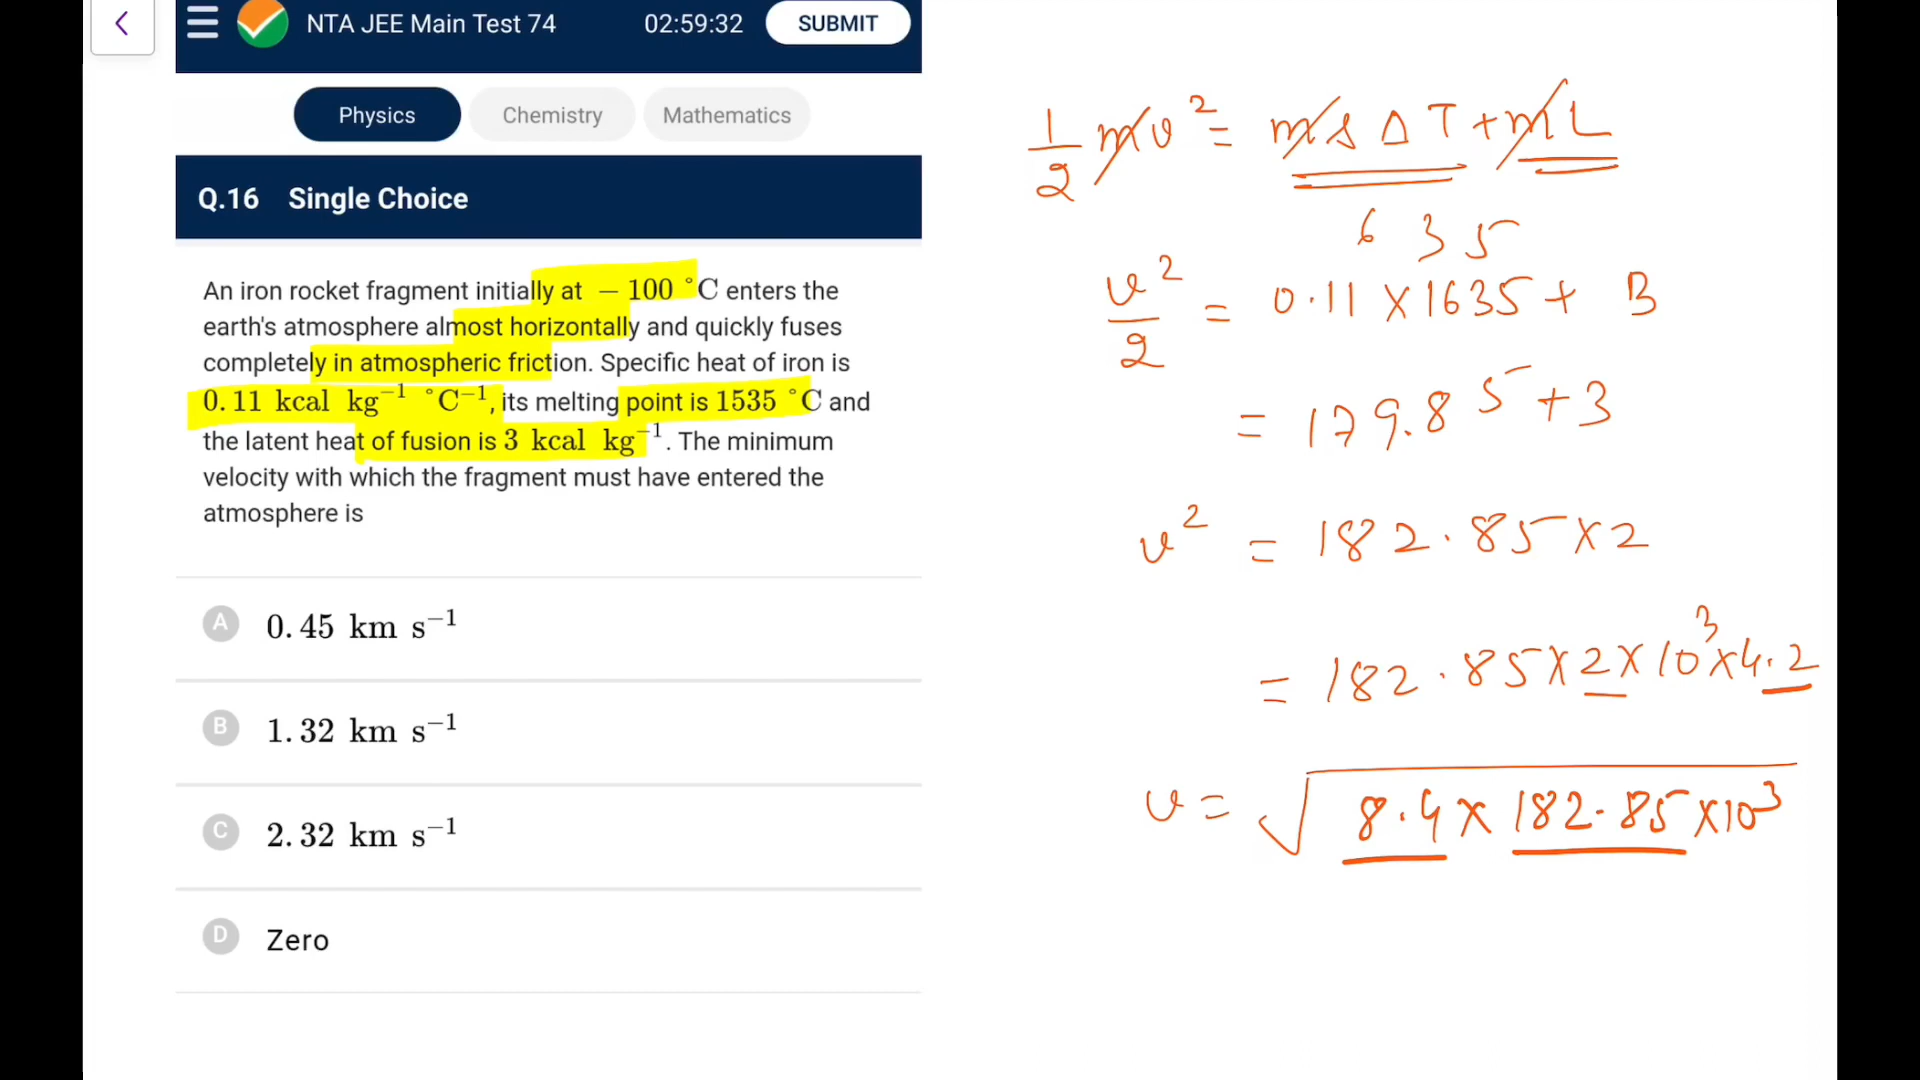 NTA JEE Main Test 74 02:59:32 SUBMIT
Physics Chemistry Mathematics
Q.16 Single Choice
An iron rocket fragment initially at − 100 °C enters the
earth's atmosphere almost horizontally and quickly fuses
completely in atmospheric friction. Specific heat of iron is
0.11 kcal kg⁻¹ °C⁻¹, its melting point is 1535 °C and
the latent heat of fusion is 3 kcal kg⁻¹. The minimum
velocity with which the fragment must have entered the
atmosphere is
A 0.45 km s⁻¹
B 1.32 km s⁻¹
C 2.32 km s⁻¹
D Zero
1/2 mv² = ms ΔT + mL
6 35
v²/2 = 0.11 × 1635 + 3
= 179.85 + 3
v² = 182.85 × 2
= 182.85 × 2 × 10³ × 4.2
v = √8.4 × 182.85 × 10³